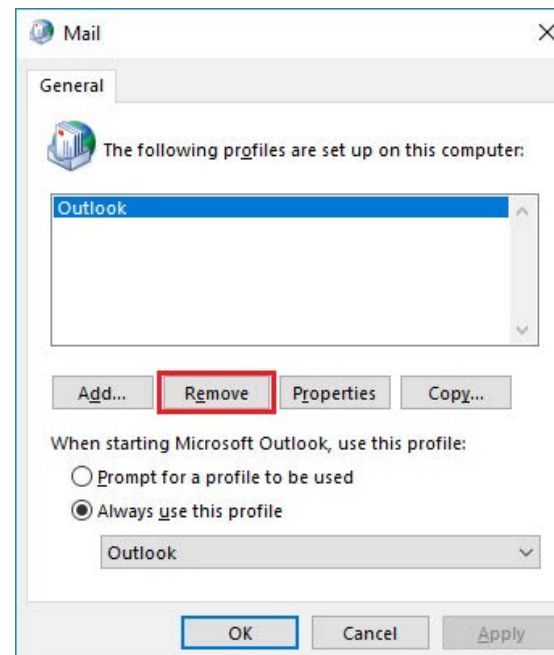 Mail
General
The following profiles are set up on this computer:
Outlook
Add... Remove Properties Copy...
When starting Microsoft Outlook, use this profile:
Prompt for a profile to be used
Always use this profile
Outlook
OK Cancel Apply